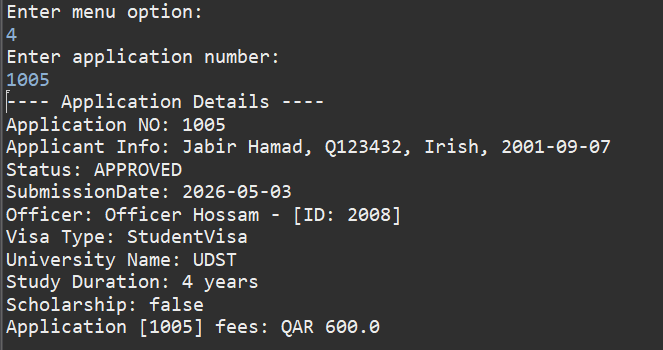 Enter menu option:
4
Enter application number:
1005
---- Application Details ----
Application NO: 1005
Applicant Info: Jabir Hamad, Q123432, Irish, 2001-09-07
Status: APPROVED
SubmissionDate: 2026-05-03
Officer: Officer Hossam - [ID: 2008]
Visa Type: StudentVisa
University Name: UDST
Study Duration: 4 years
Scholarship: false
Application [1005] fees: QAR 600.0